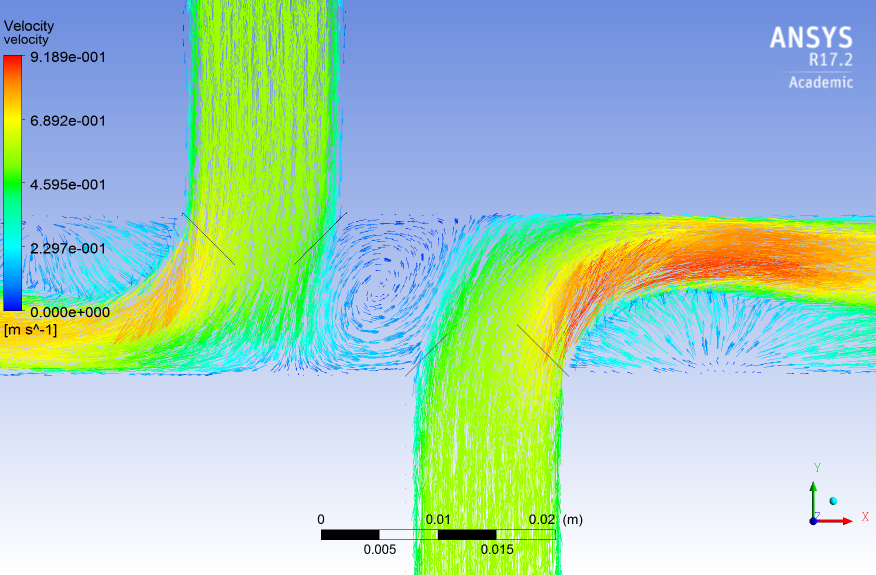 Velocity
velocity
9.189e-001
6.892e-001
4.595e-001
2.297e-001
0.000e+000
[m s^-1]
ANSYS
R17.2
Academic
0 0.01 0.02 (m)
0.005 0.015
Y
Z X